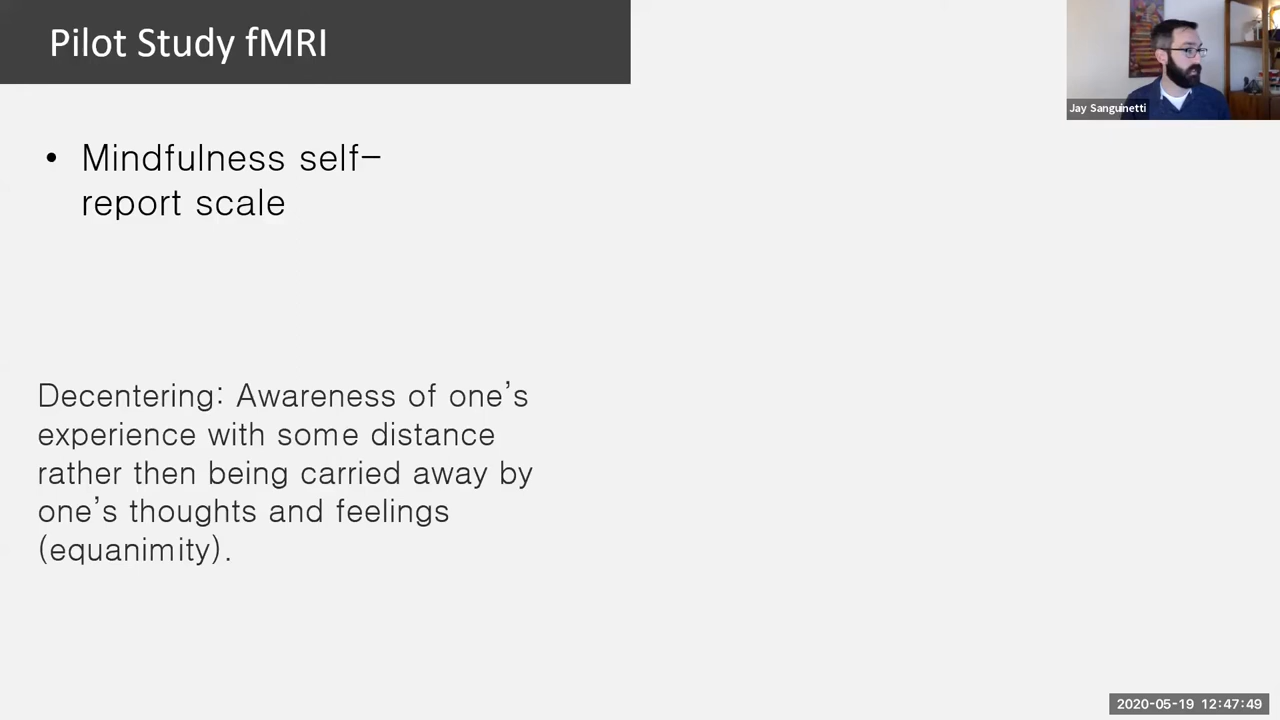 Pilot Study fMRI
Jay Sanguinetti
• Mindfulness self-
report scale
Decentering: Awareness of one's
experience with some distance
rather then being carried away by
one's thoughts and feelings
(equanimity).
2020-05-19 12:47:49